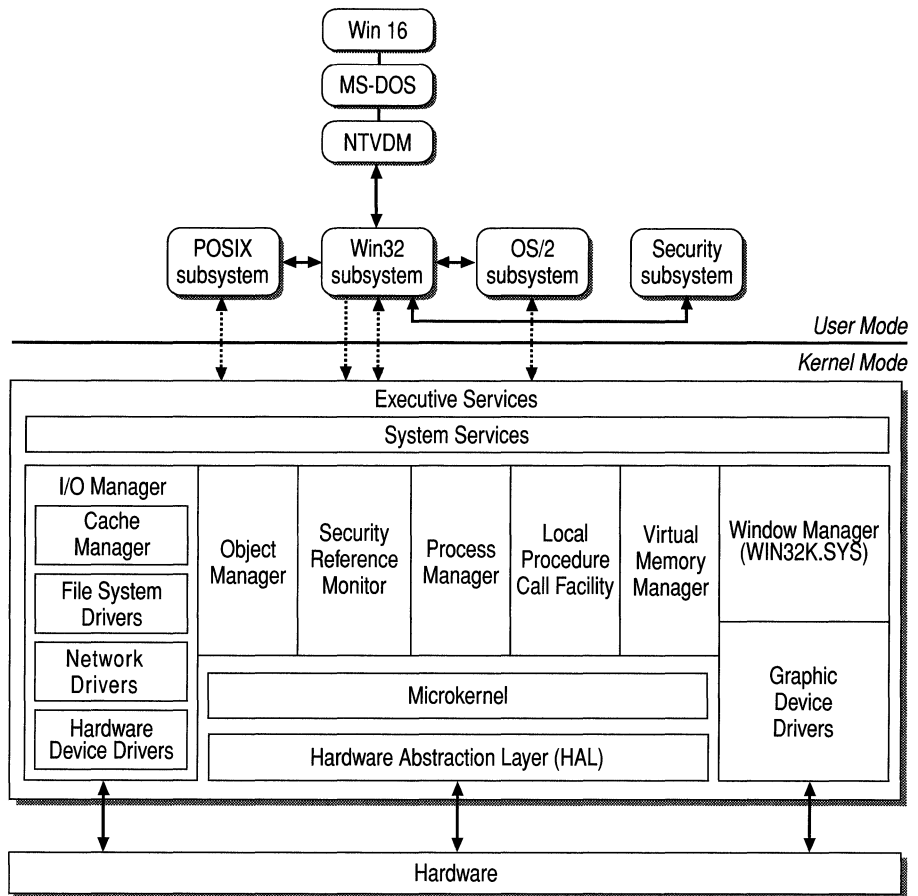 Win 16
MS-DOS
NTVDM
POSIX
subsystem
Win32
subsystem
OS/2
subsystem
Security
subsystem
User Mode
Kernel Mode
Executive Services
System Services
I/O Manager
Cache
Manager
File System
Drivers
Network
Drivers
Hardware
Device Drivers
Object
Manager
Security
Reference
Monitor
Process
Manager
Local
Procedure
Call Facility
Virtual
Memory
Manager
Window Manager
(WIN32K.SYS)
Graphic
Device
Drivers
Microkernel
Hardware Abstraction Layer (HAL)
Hardware